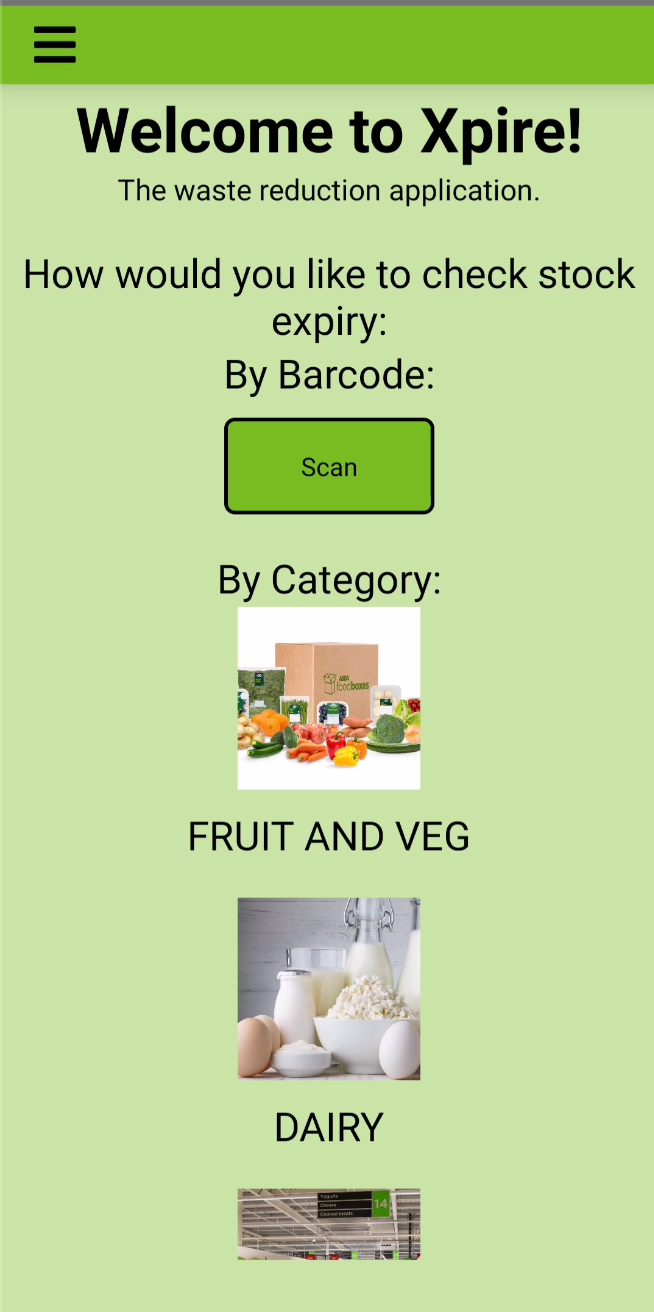 Welcome to Xpire!
The waste reduction application.
How would you like to check stock
expiry:
By Barcode:
Scan
By Category:
ASDA
foodboxes
FRUIT AND VEG
DAIRY
Yogurts
Cheese
Cooked meats
14